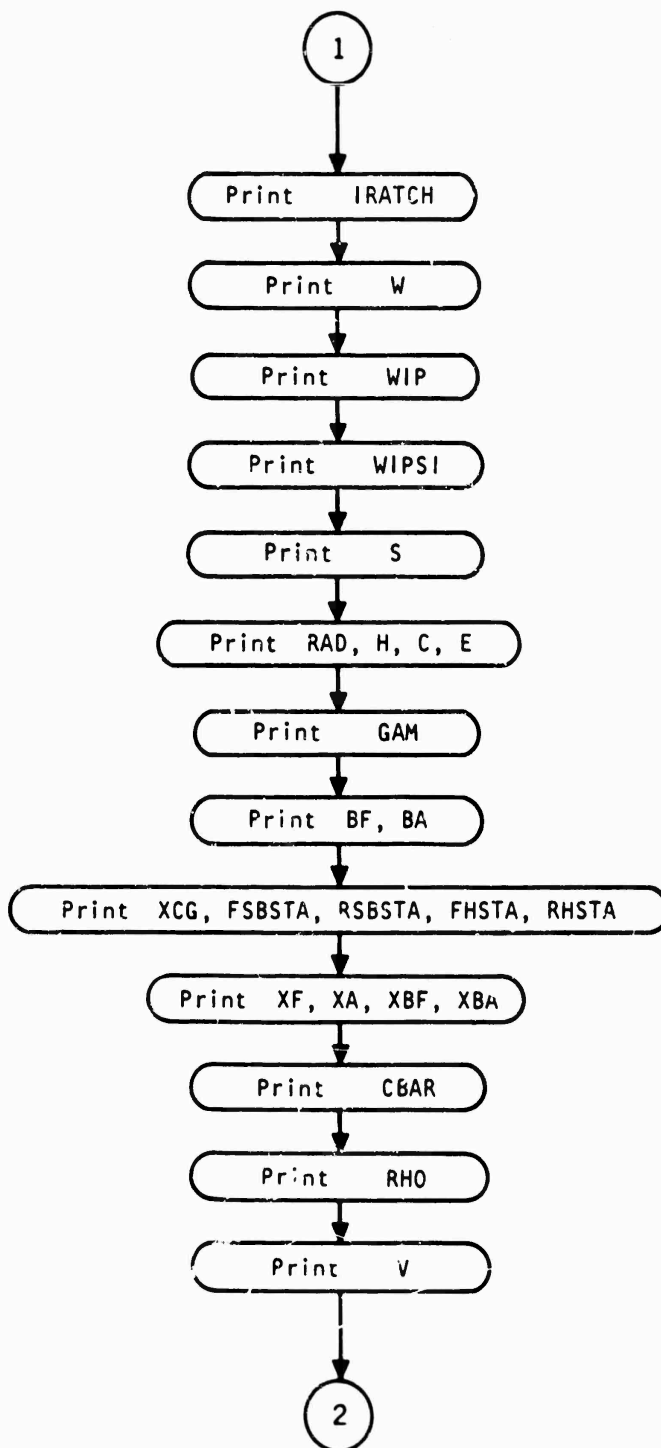 1
Print IRATCH
Print W
Print WIP
Print WIPSI
Print S
Print RAD, H, C, E
Print GAM
Print BF, BA
Print XCG, FSBSTA, RSBSTA, FHSTA, RHSTA
Print XF, XA, XBF, XBA
Print CBAR
Print RHO
Print V
2